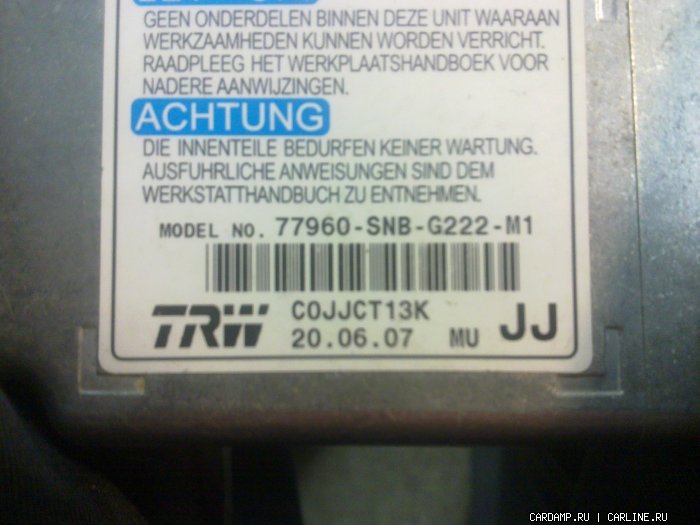 GEEN ONDERDELEN BINNEN DEZE UNIT WAARAAN
WERKZAAMHEDEN KUNNEN WORDEN VERRICHT.
RAADPLEEG HET WERKPLAATSHANDBOEK VOOR
NADERE AANWIJZINGEN.
ACHTUNG
DIE INNENTEILE BEDURFEN KEINER WARTUNG.
AUSFUHRLICHE ANWEISUNGEN SIND DEM
WERKSTATTHANDBUCH ZU ENTNEHMEN.
MODEL NO. 77960-SNB-G222-M1
TRW C0JJCT13K JJ
20.06.07 MU
CARDAMP.RU | CARLINE.RU